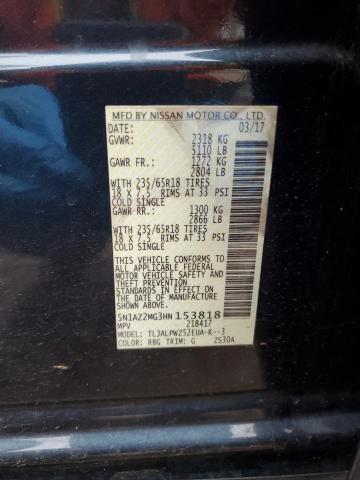 MFD BY NISSAN MOTOR CO., LTD.
DATE: 03/17
GVWR: 2318 KG
5110 LB
GAWR FR.: 1272 KG
2804 LB
WITH 235/65R18 TIRES
18 X 7.5 RIMS AT 33 PSI
COLD SINGLE
GAWR RR.: 1300 KG
2866 LB
WITH 235/65R18 TIRES
18 X 7.5 RIMS AT 33 PSI
COLD SINGLE
THIS VEHICLE CONFORMS TO ALL
APPLICABLE FEDERAL MOTOR
VEHICLE SAFETY AND THEFT
PREVENTION STANDARDS IN
EFFECT ON THE DATE OF
MANUFACTURE SHOWN ABOVE.
5N1AZ2MG3HN153818
MPV 218417
TLJALPWZ52EUA-K--3
COLOR: RBG TRIM: G ZS30A